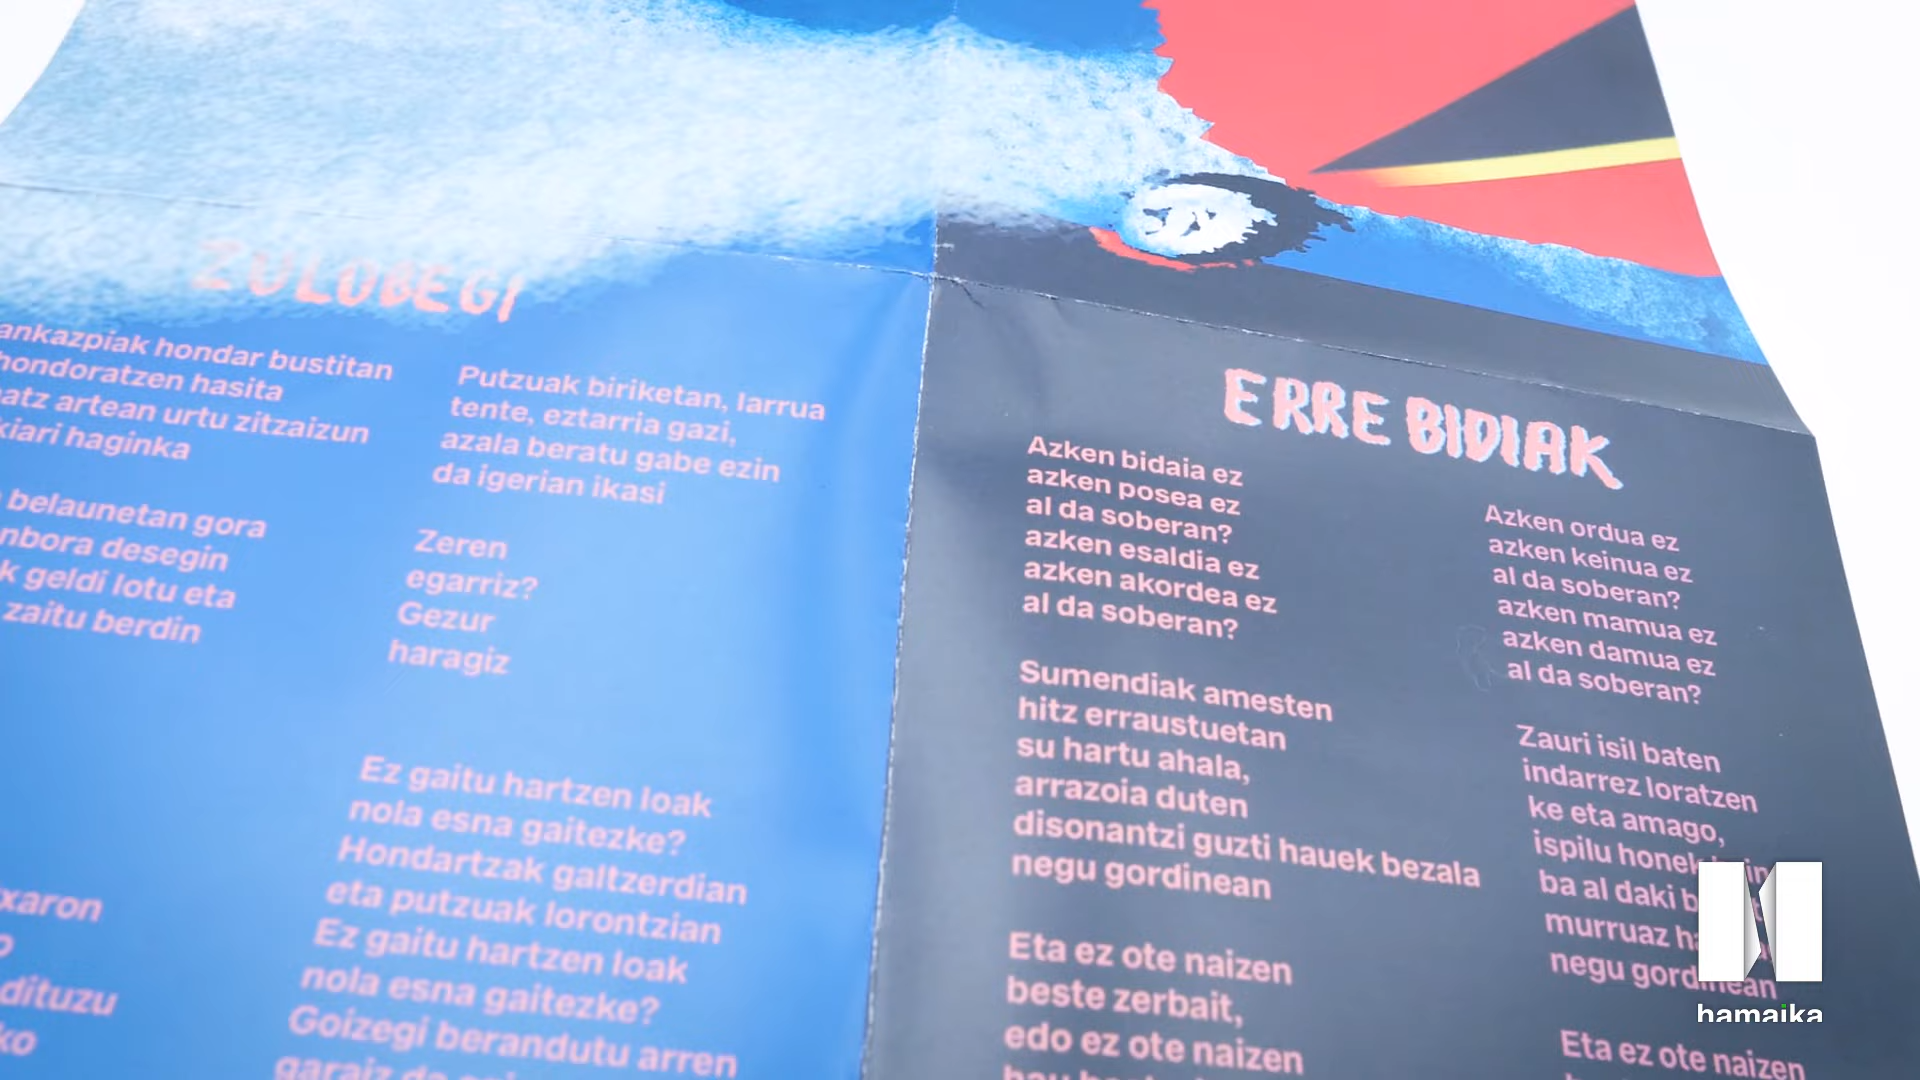 ZULOBEGI
ankazpiak hondar bustitan
hondoratzen hasita
atz artean urtu zitzaizun
kiari haginka
belaunetan gora
nbora desegin
k geldi lotu eta
zaitu berdin
xaron
dituzu
ko
Putzuak biriketan, larrua
tente, eztarria gazi,
azala beratu gabe ezin
da igerian ikasi
Zeren
egarriz?
Gezur
haragiz
Ez gaitu hartzen loak
nola esna gaitezke?
Hondartzak galtzerdian
eta putzuak lorontzian
Ez gaitu hartzen loak
nola esna gaitezke?
Goizegi berandutu arren
garaiz da
ERRE BIDIAK
Azken bidaia ez
azken posea ez
al da soberan?
azken esaldia ez
azken akordea ez
al da soberan?
Sumendiak amesten
hitz erraustuetan
su hartu ahala,
arrazoia duten
disonantzi guzti hauek bezala
negu gordinean
Eta ez ote naizen
beste zerbait,
edo ez ote naizen
Azken ordua ez
azken keinua ez
al da soberan?
azken mamua ez
azken damua ez
al da soberan?
Zauri isil baten
indarrez loratzen
ke eta amago,
ispilu honek
ba al daki
murruaz
negu gordinean
Eta ez ote naizen
hamaika